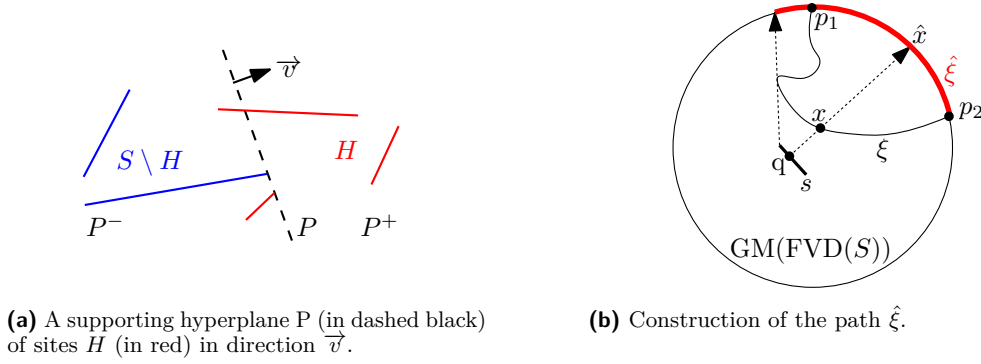 v
S \ H
H
P⁻
P
P⁺
(a) A supporting hyperplane P (in dashed black)
of sites H (in red) in direction v⃗.
p₁
x̂
ξ̂
p₂
x
ξ
q
s
GM(FVD(S))
(b) Construction of the path ξ̂.